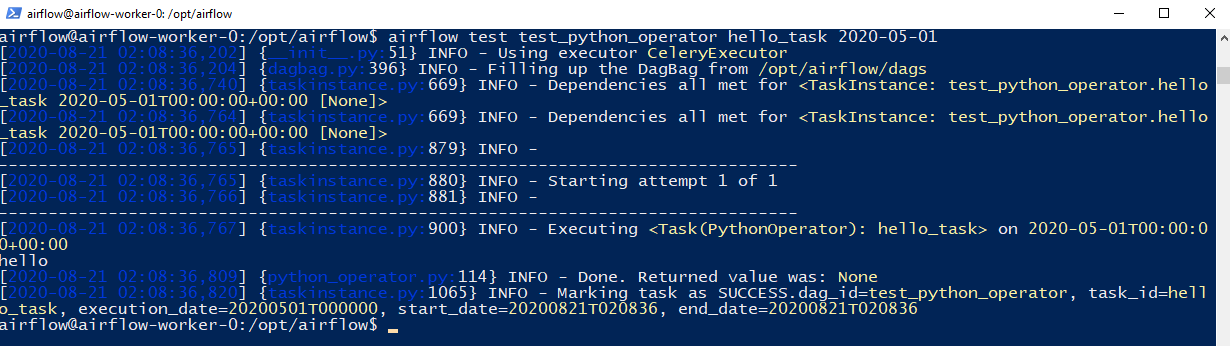 airflow@airflow-worker-0: /opt/airflow
airflow@airflow-worker-0:/opt/airflow$ airflow test test_python_operator hello_task 2020-05-01
[2020-08-21 02:08:36,202] {__init__.py:51} INFO - Using executor CeleryExecutor
[2020-08-21 02:08:36,204] {dagbag.py:396} INFO - Filling up the DagBag from /opt/airflow/dags
[2020-08-21 02:08:36,740] {taskinstance.py:669} INFO - Dependencies all met for <TaskInstance: test_python_operator.hello
_task 2020-05-01T00:00:00+00:00 [None]>
[2020-08-21 02:08:36,764] {taskinstance.py:669} INFO - Dependencies all met for <TaskInstance: test_python_operator.hello
_task 2020-05-01T00:00:00+00:00 [None]>
[2020-08-21 02:08:36,765] {taskinstance.py:879} INFO -
--------------------------------------------------------------------------------
[2020-08-21 02:08:36,765] {taskinstance.py:880} INFO - Starting attempt 1 of 1
[2020-08-21 02:08:36,766] {taskinstance.py:881} INFO -
--------------------------------------------------------------------------------
[2020-08-21 02:08:36,767] {taskinstance.py:900} INFO - Executing <Task(PythonOperator): hello_task> on 2020-05-01T00:00:0
0+00:00
hello
[2020-08-21 02:08:36,809] {python_operator.py:114} INFO - Done. Returned value was: None
[2020-08-21 02:08:36,820] {taskinstance.py:1065} INFO - Marking task as SUCCESS.dag_id=test_python_operator, task_id=hell
o_task, execution_date=20200501T000000, start_date=20200821T020836, end_date=20200821T020836
airflow@airflow-worker-0:/opt/airflow$